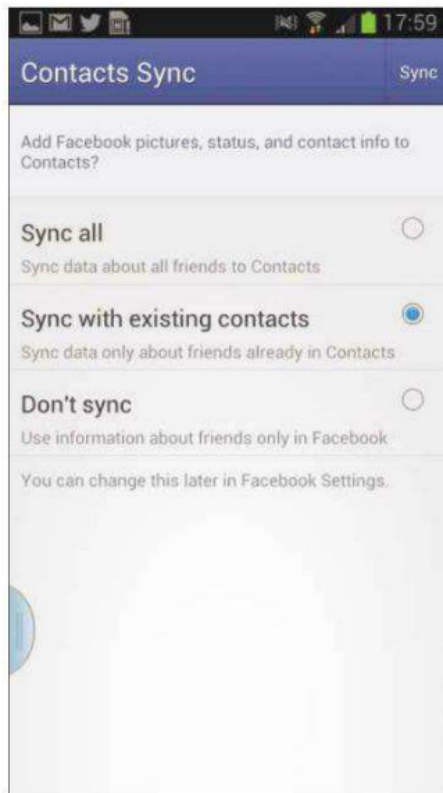 17:59
Contacts Sync Sync
Add Facebook pictures, status, and contact info to
Contacts?
Sync all
Sync data about all friends to Contacts
Sync with existing contacts
Sync data only about friends already in Contacts
Don't sync
Use information about friends only in Facebook
You can change this later in Facebook Settings.